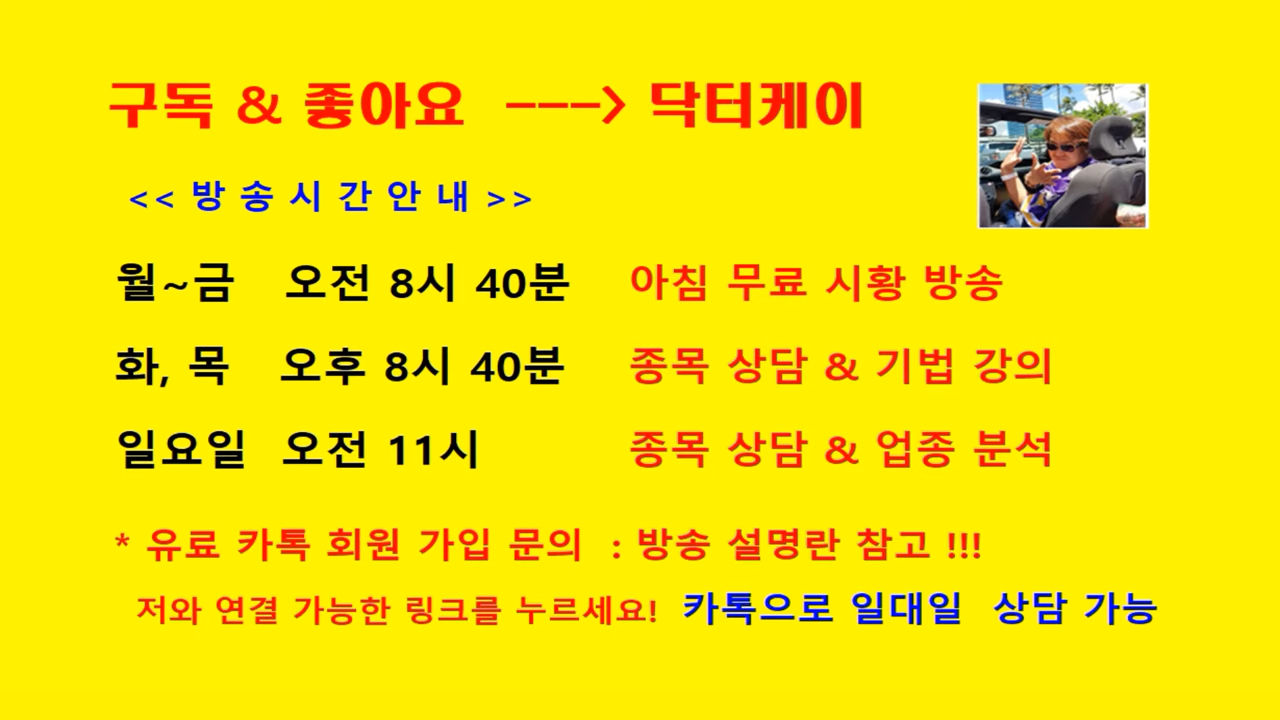 구독 & 좋아요 ---> 닥터케이
<< 방 송 시 간 안 내 >>
월~금 오전 8시 40분 아침 무료 시황 방송
화, 목 오후 8시 40분 종목 상담 & 기법 강의
일요일 오전 11시 종목 상담 & 업종 분석
* 유료 카톡 회원 가입 문의 : 방송 설명란 참고 !!!
저와 연결 가능한 링크를 누르세요! 카톡으로 일대일 상담 가능